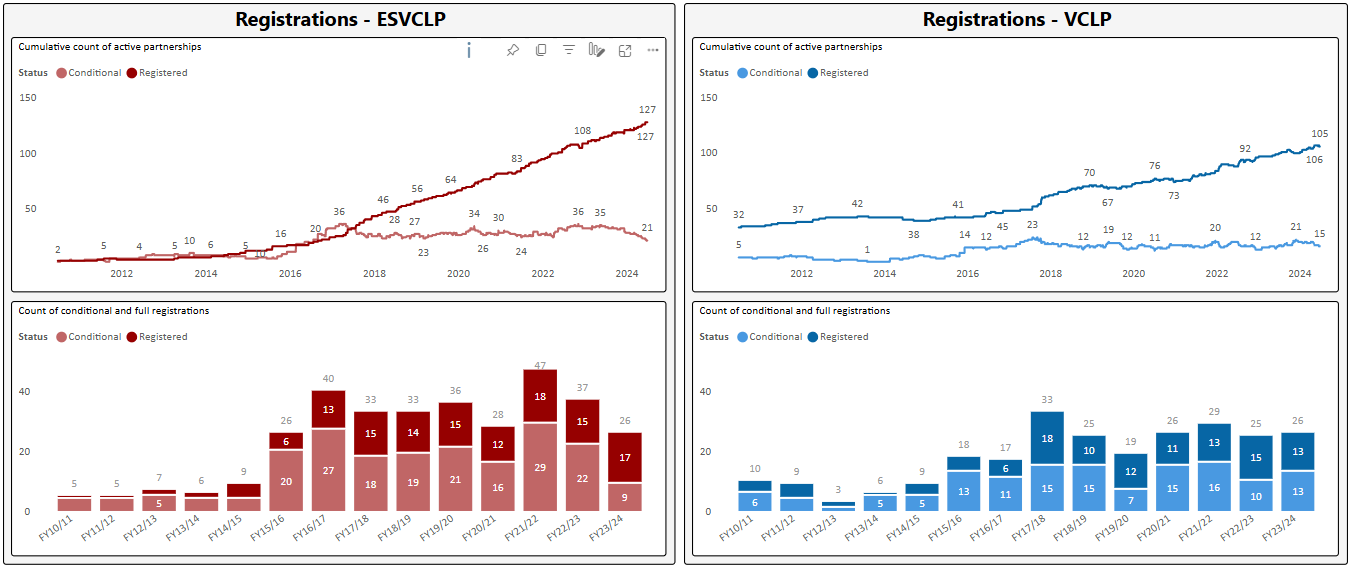 Registrations - ESVCLP
Cumulative count of active partnerships
Status Conditional Registered
150
100
50
127
127
108
83
64
56
46
36
28 27
23
34
26
30
24
36 35
21
2 5 4 5 10 6 5 10 16 20
2012 2014 2016 2018 2020 2022 2024
Count of conditional and full registrations
Status Conditional Registered
40
20
0
5 5 7 6 9 26 40 33 33 36 28 47 37 26
6 13 15 14 15 12 18 15 17
5 20 27 18 19 21 16 29 22 9
FY10/11 FY11/12 FY12/13 FY13/14 FY14/15 FY15/16 FY16/17 FY17/18 FY18/19 FY19/20 FY20/21 FY21/22 FY22/23 FY23/24
Registrations - VCLP
Cumulative count of active partnerships
Status Conditional Registered
150
100
50
105
106
92
76
73
70
67
32 37 42 38 41 45
5 1 14 12 23 12 19 12 11 20 12 21 15
2012 2014 2016 2018 2020 2022 2024
Count of conditional and full registrations
Status Conditional Registered
40
20
0
10 9 3 6 9 18 17 33 25 19 26 29 25 26
6 18 10 12 11 13 15 13
6 5 5 13 11 15 15 7 15 16 10 13
FY10/11 FY11/12 FY12/13 FY13/14 FY14/15 FY15/16 FY16/17 FY17/18 FY18/19 FY19/20 FY20/21 FY21/22 FY22/23 FY23/24